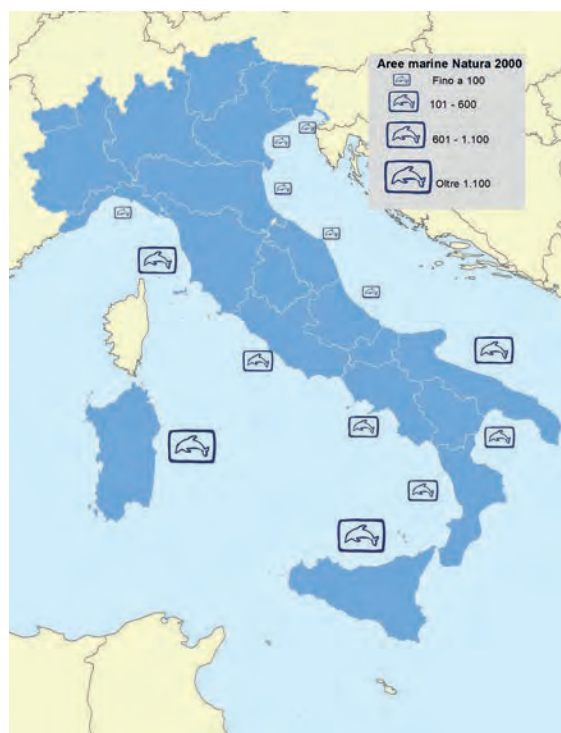 Aree marine Natura 2000
Fino a 100
101 - 600
601 - 1.100
Oltre 1.100